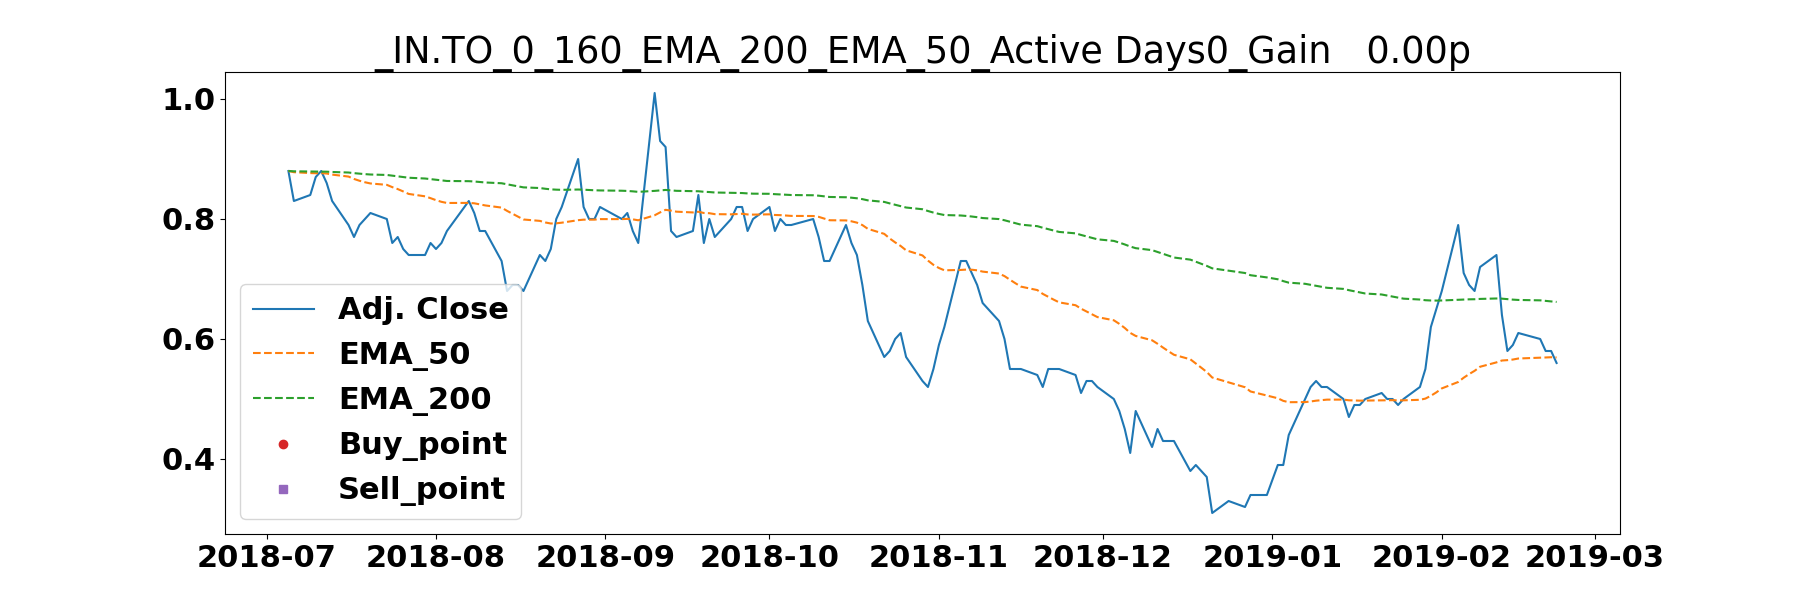 _IN.TO_0_160_EMA_200_EMA_50_Active Days0_Gain   0.00p
1.0
0.8
0.6
0.4
Adj. Close
EMA_50
EMA_200
Buy_point
Sell_point
2018-07 2018-08 2018-09 2018-10 2018-11 2018-12 2019-01 2019-02 2019-03